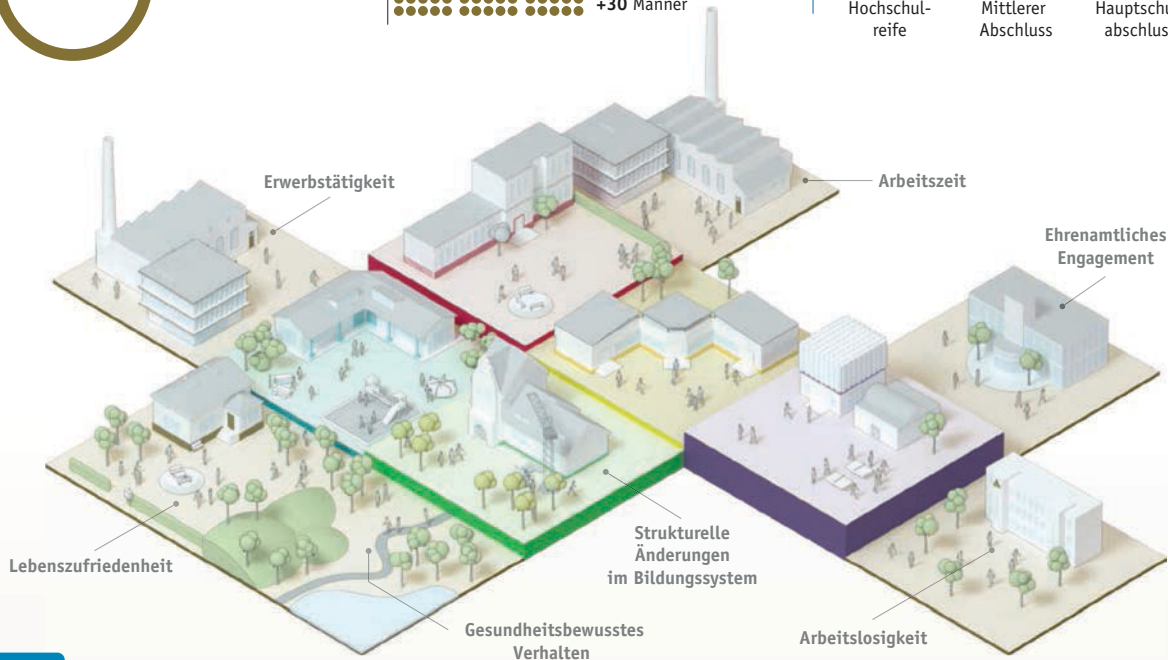 +30 Männer
Hochschul-
reife
Mittlerer
Abschluss
Erwerbstätigkeit
Arbeitszeit
Ehrenamtliches
Engagement
Lebenszufriedenheit
Strukturelle
Änderungen
im Bildungssystem
Gesundheitsbewusstes
Verhalten
Arbeitslosigkeit